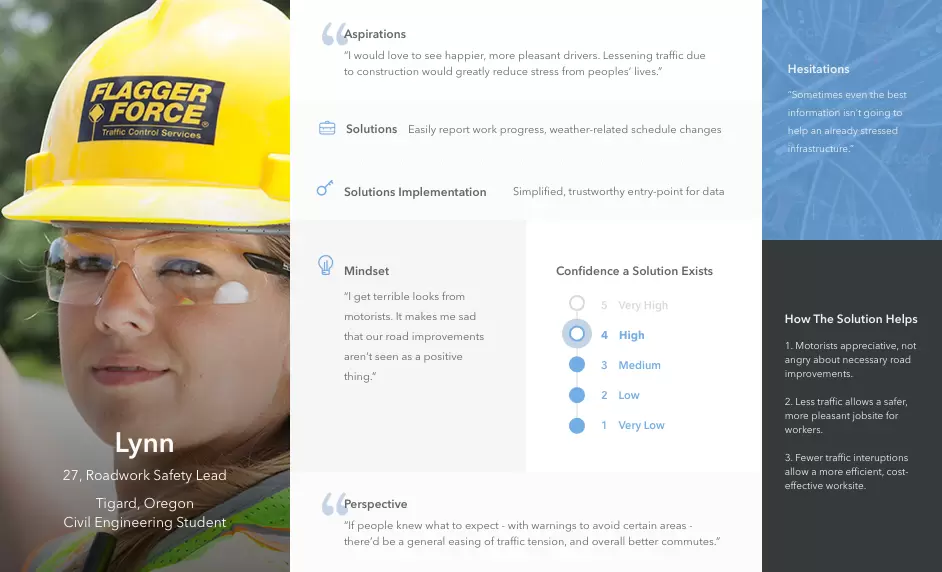 FLAGGER
FORCE®
Traffic Control Services
Lynn
27, Roadwork Safety Lead
Tigard, Oregon
Civil Engineering Student
Aspirations
“I would love to see happier, more pleasant drivers. Lessening traffic due
to construction would greatly reduce stress from peoples’ lives.”
Solutions Easily report work progress, weather-related schedule changes
Solutions Implementation Simplified, trustworthy entry-point for data
Mindset
“I get terrible looks from
motorists. It makes me sad
that our road improvements
aren’t seen as a positive
thing.”
Confidence a Solution Exists
5 Very High
4 High
3 Medium
2 Low
1 Very Low
Perspective
“If people knew what to expect - with warnings to avoid certain areas -
there’d be a general easing of traffic tension, and overall better commutes.”
Hesitations
“Sometimes even the best
information isn’t going to
help an already stressed
infrastructure.”
How The Solution Helps
1. Motorists appreciative, not
angry about necessary road
improvements.
2. Less traffic allows a safer,
more pleasant jobsite for
workers.
3. Fewer traffic interuptions
allow a more efficient, cost-
effective worksite.